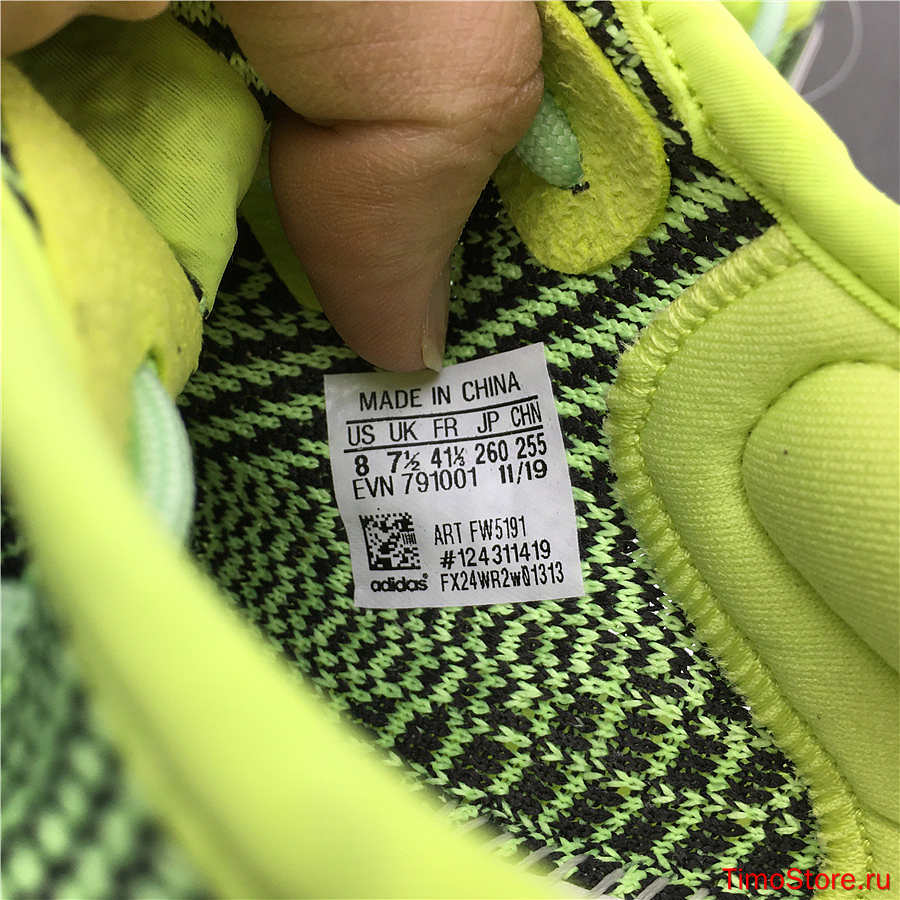 MADE IN CHINA
US UK FR JP CHN
8 7½ 41⅓ 260 255
EVN 791001 11/19
ART FW5191
#124311419
adidas® FX24WR2w01313
TimoStore.ru